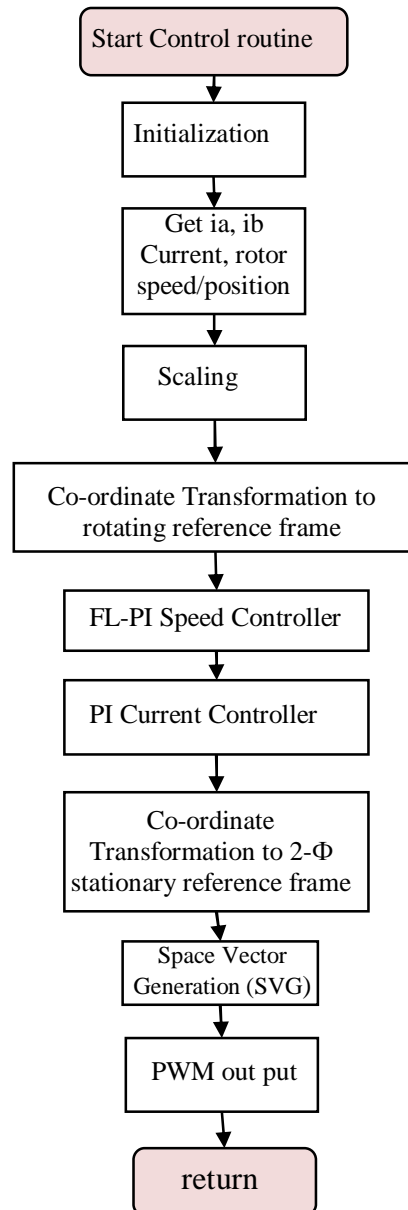 Start Control routine
Initialization
Get ia, ib
Current, rotor
speed/position
Scaling
Co-ordinate Transformation to
rotating reference frame
FL-PI Speed Controller
PI Current Controller
Co-ordinate
Transformation to 2-Φ
stationary reference frame
Space Vector
Generation (SVG)
PWM out put
return